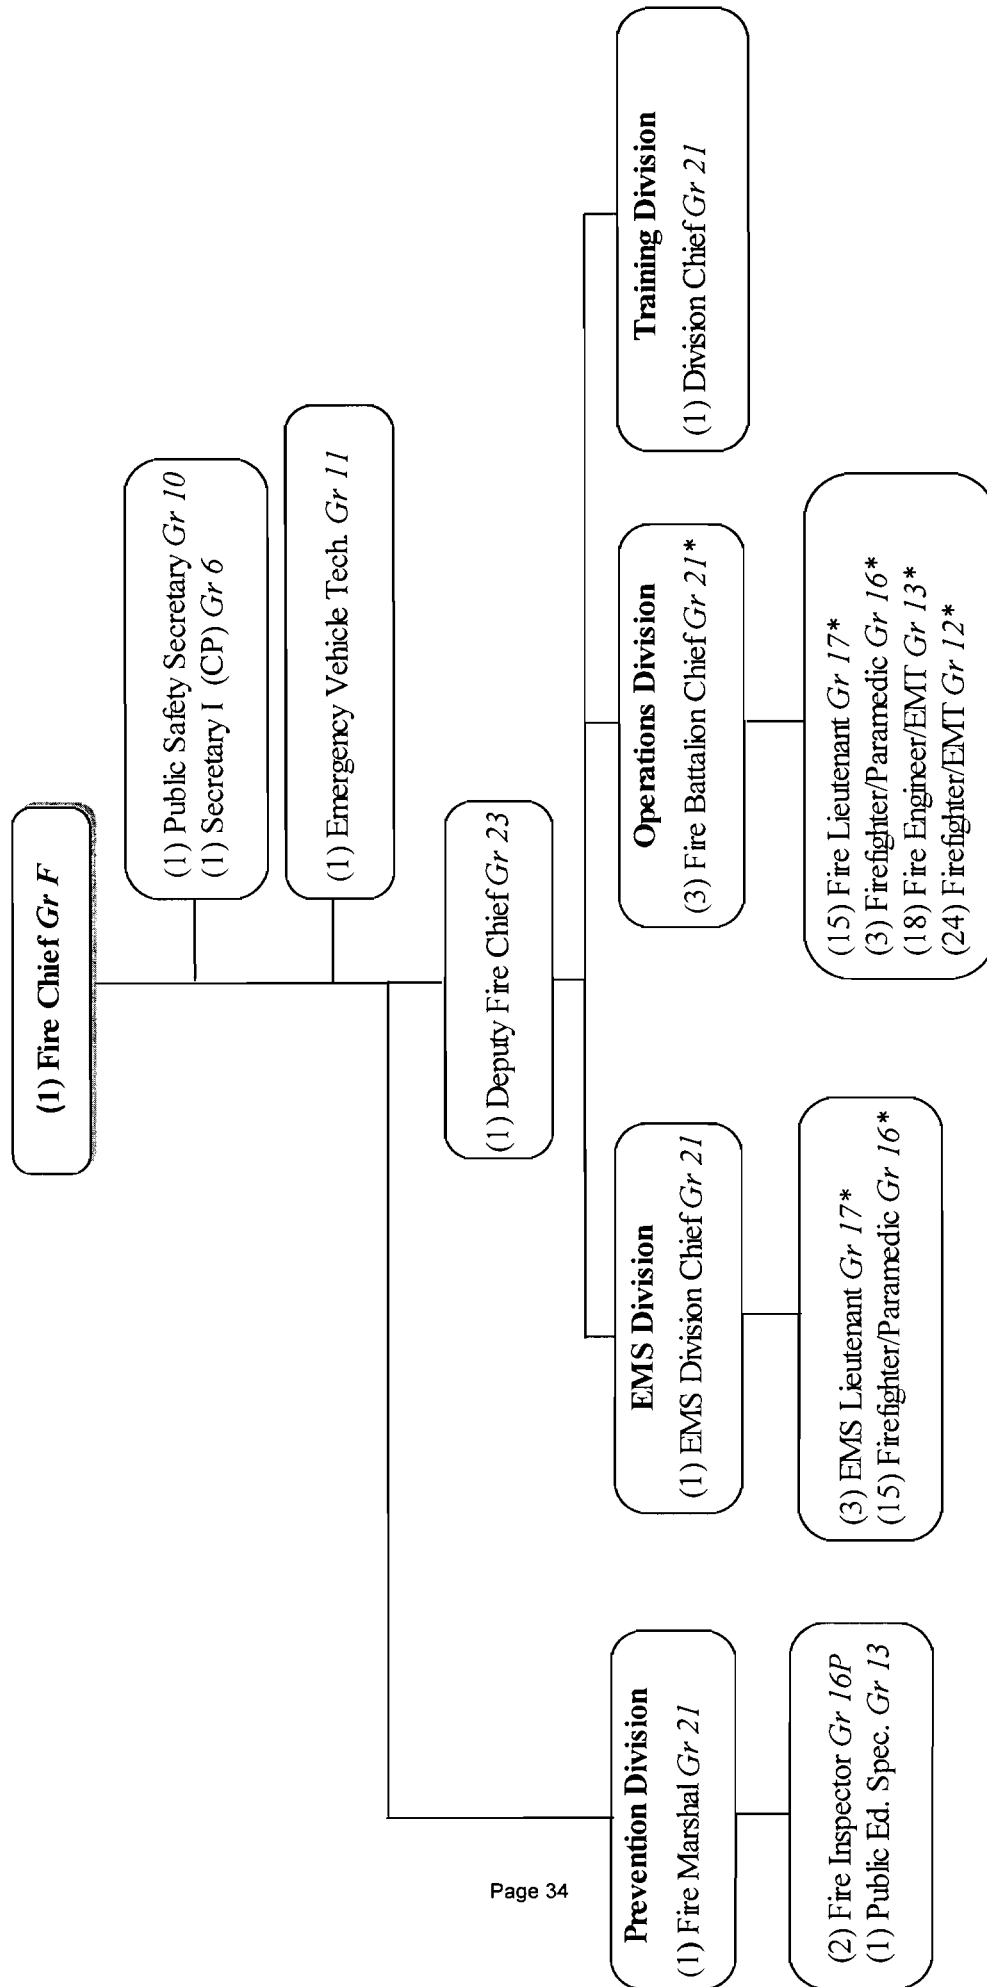 (1) Fire Chief Gr F
(1) Public Safety Secretary Gr 10
(1) Secretary I (CP) Gr 6
(1) Emergency Vehicle Tech. Gr 11
(1) Deputy Fire Chief Gr 23
Prevention Division
(1) Fire Marshal Gr 21
(2) Fire Inspector Gr 16P
(1) Public Ed. Spec. Gr 13
EMS Division
(1) EMS Division Chief Gr 21
(3) EMS Lieutenant Gr 17*
(15) Firefighter/Paramedic Gr 16*
Operations Division
(3) Fire Battalion Chief Gr 21*
(15) Fire Lieutenant Gr 17*
(3) Firefighter/Paramedic Gr 16*
(18) Fire Engineer/EMT Gr 13*
(24) Firefighter/EMT Gr 12*
Training Division
(1) Division Chief Gr 21
Page 34